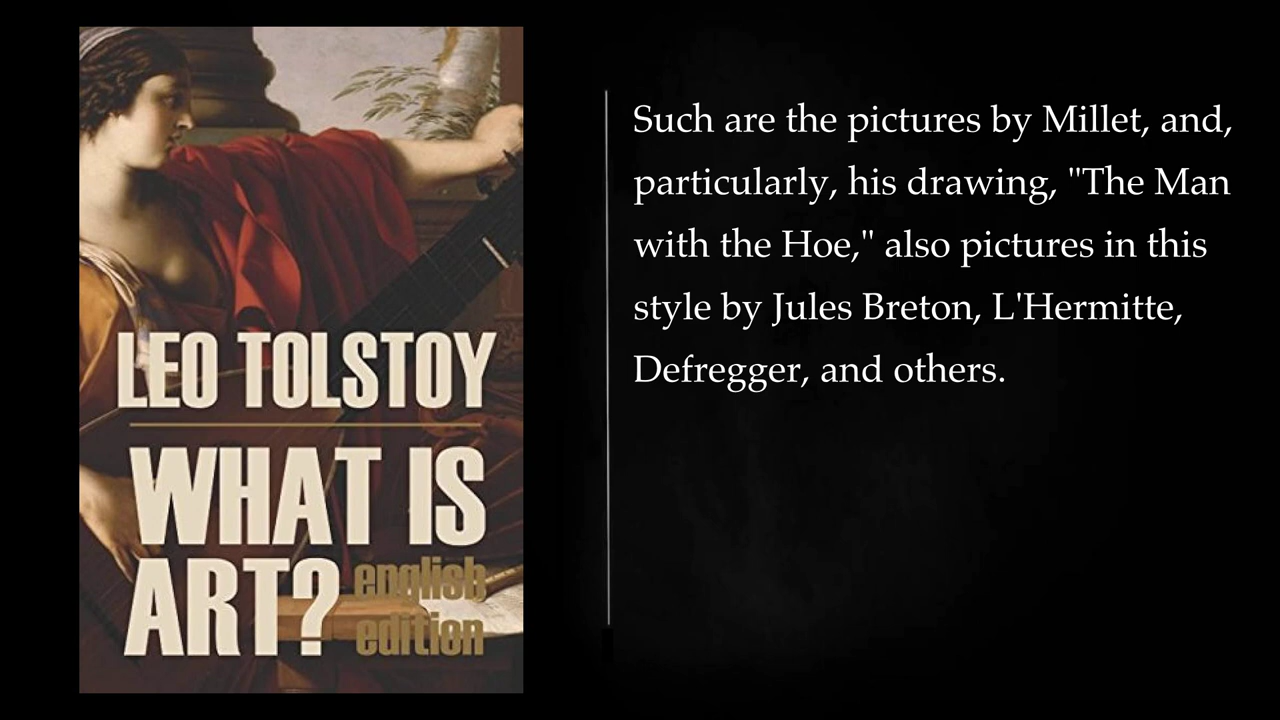 LEO TOLSTOY
WHAT IS
ART?
english
edition
Such are the pictures by Millet, and,
particularly, his drawing, "The Man
with the Hoe," also pictures in this
style by Jules Breton, L'Hermitte,
Defregger, and others.